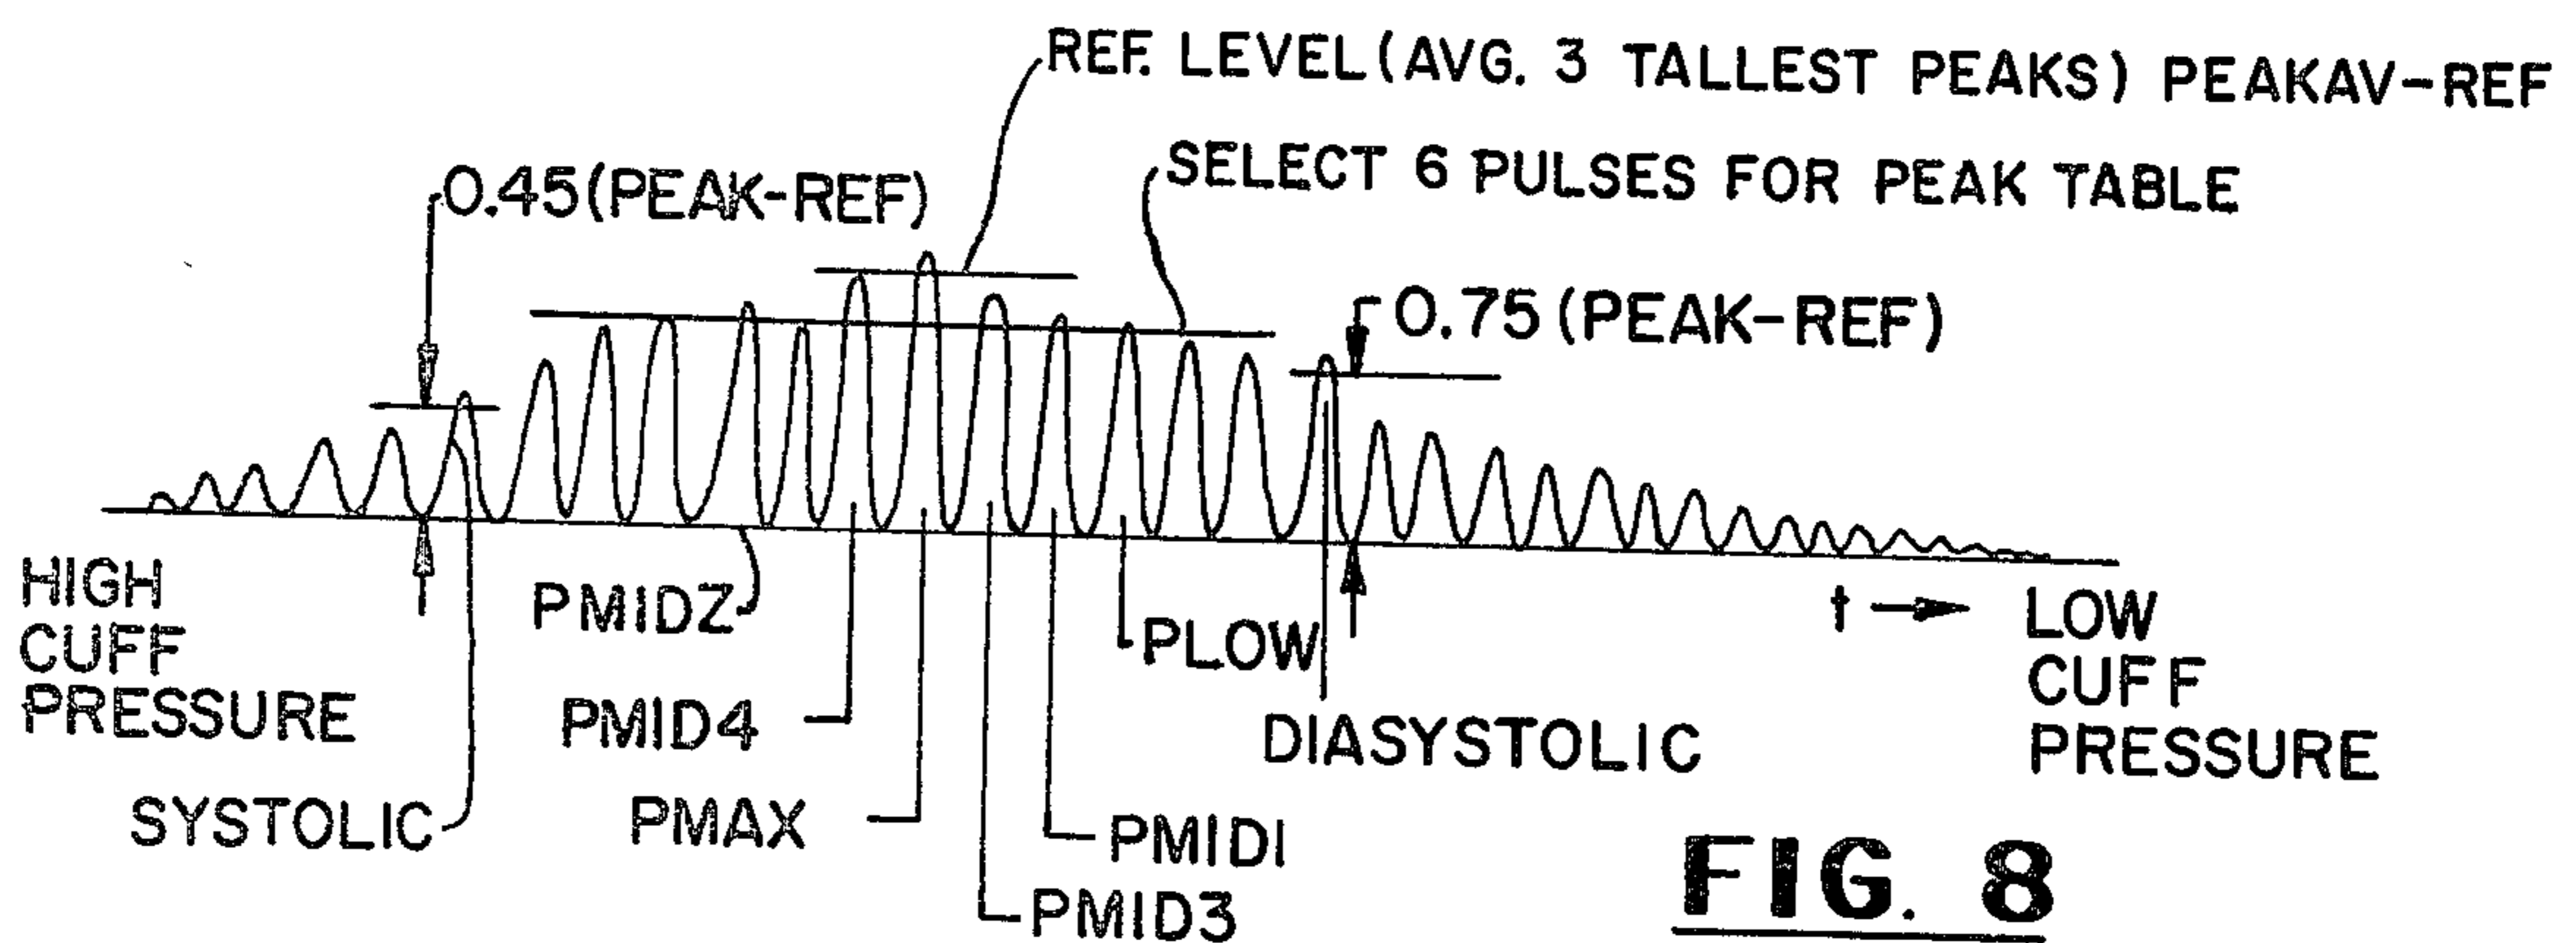 REF. LEVEL (AVG. 3 TALLEST PEAKS) PEAKAV-REF
SELECT 6 PULSES FOR PEAK TABLE
0.45 (PEAK-REF)
0.75 (PEAK-REF)
HIGH
CUFF
PRESSURE
SYSTOLIC
PMIDZ
PMID4
PMAX
PMID3
PMID1
PLOW
DIASYSTOLIC
t
LOW
CUFF
PRESSURE
FIG. 8